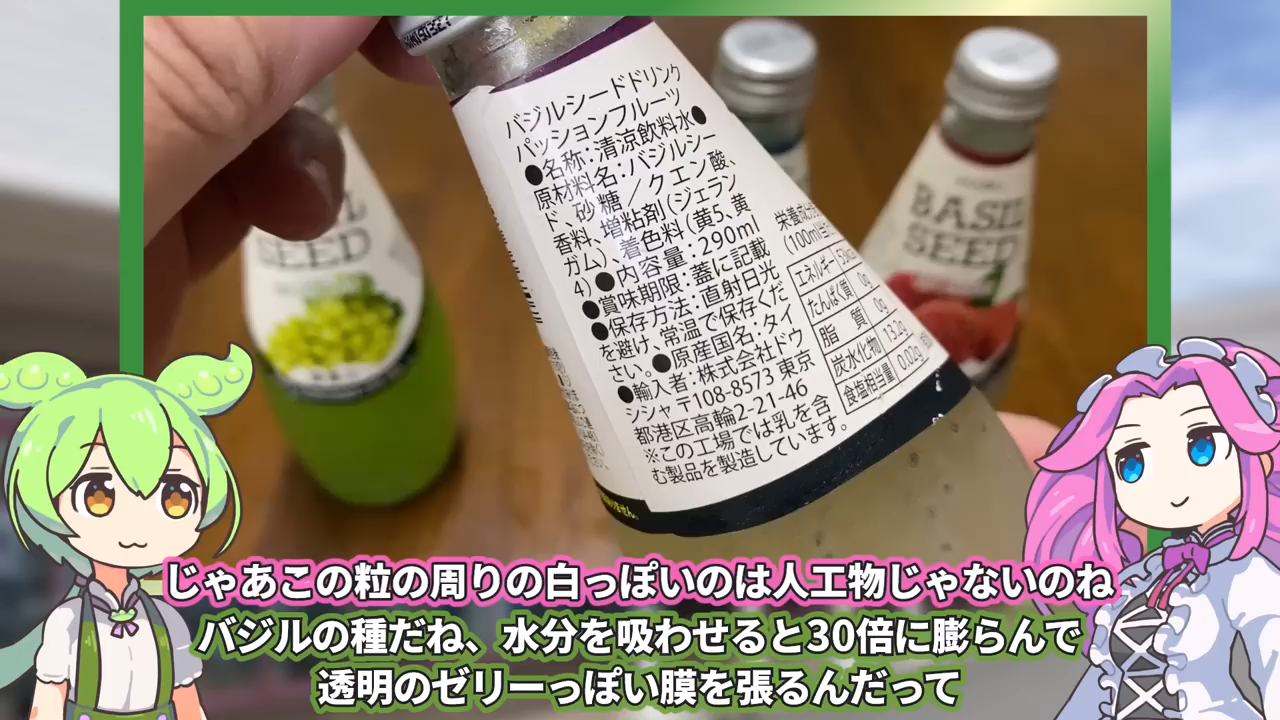 バジルシードドリンク
パッションフルーツ
●名称：清涼飲料水●
原材料名：バジルシー
ド、砂糖／クエン酸、
香料、増粘剤（ジェラン
ガム）、着色料（黄5、黄
4）●内容量：290ml
●賞味期限：蓋に記載
●保存方法：直射日光
を避け、常温で保存くだ
さい。●原産国名：タイ
●輸入者：株式会社ドウ
シシャ 〒108-8573 東京
都港区高輪2-21-46
※この工場では乳を含
む製品を製造しています。
栄養成分
(100ml
エネルギー
たんぱく質 0g
脂 質 0g
炭水化物 13.2g
食塩相当量 0.02g
SEED
BASIL
SEED
じゃあこの粒の周りの白っぽいのは人工物じゃないのね
バジルの種だね、水分を吸わせると30倍に膨らんで
透明のゼリーっぽい膜を張るんだって